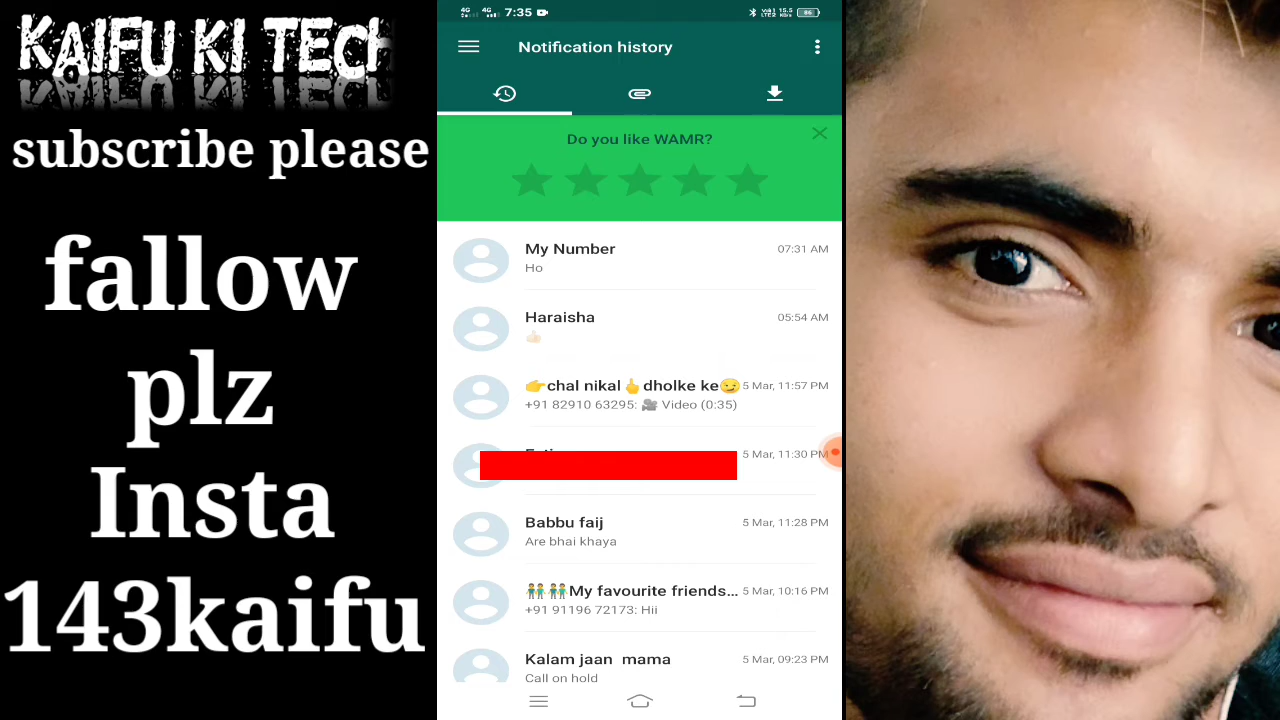 KAIFU KI TECH
subscribe please
fallow
plz
Insta
143kaifu
4G 4G 7:35 86
Notification history
Do you like WAMR?
My Number 07:31 AM
Ho
Haraisha 05:54 AM
👍🏻
👉chal nikal🖕dholke ke😏 5 Mar, 11:57 PM
+91 82910 63295: 🎥 Video (0:35)
5 Mar, 11:30 PM
Babbu faij 5 Mar, 11:28 PM
Are bhai khaya
👬👬My favourite friends... 5 Mar, 10:16 PM
+91 91196 72173: Hii
Kalam jaan mama 5 Mar, 09:23 PM
Call on hold